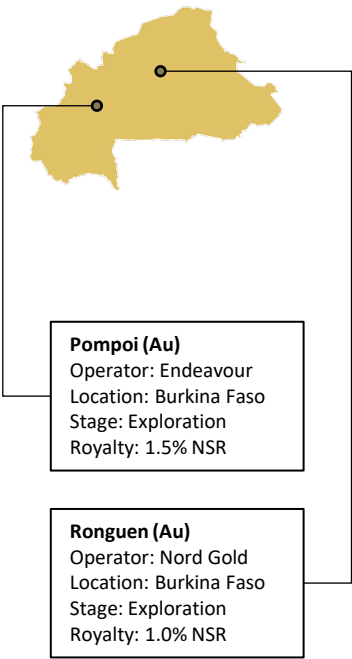 Pompoi (Au)
Operator: Endeavour
Location: Burkina Faso
Stage: Exploration
Royalty: 1.5% NSR
Ronguen (Au)
Operator: Nord Gold
Location: Burkina Faso
Stage: Exploration
Royalty: 1.0% NSR